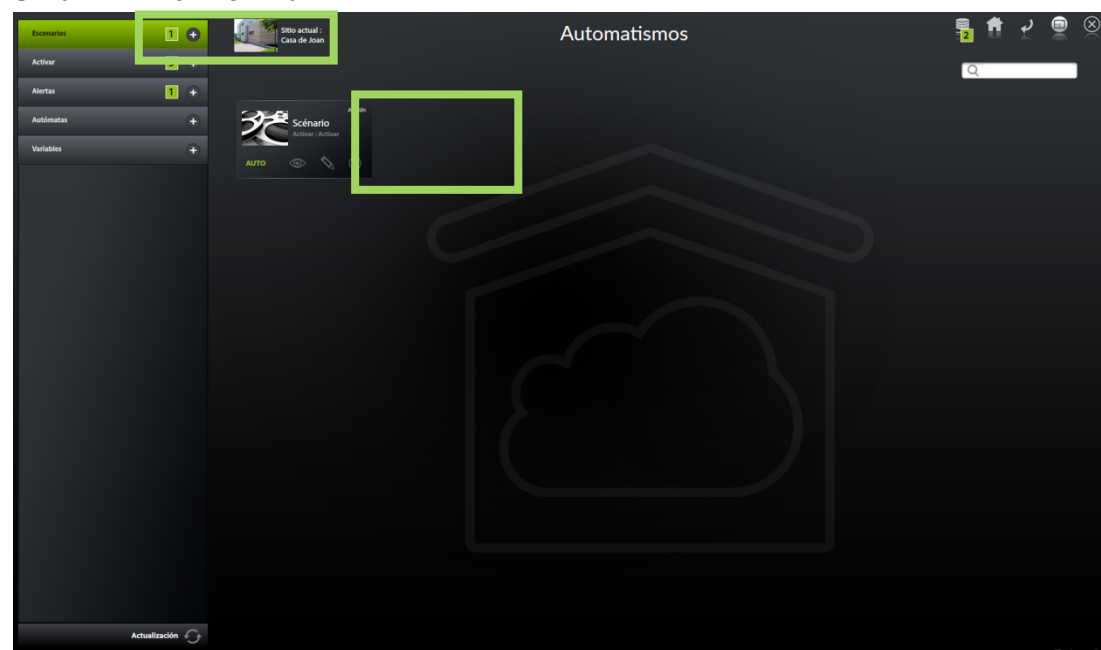 Escenarios 1
Sitio actual :
Casa de Joan
Automatismos
2
Activar
Alertas 1
Autómatas
Variables
Scénario
Activar : Activar
AUTO
Actualización